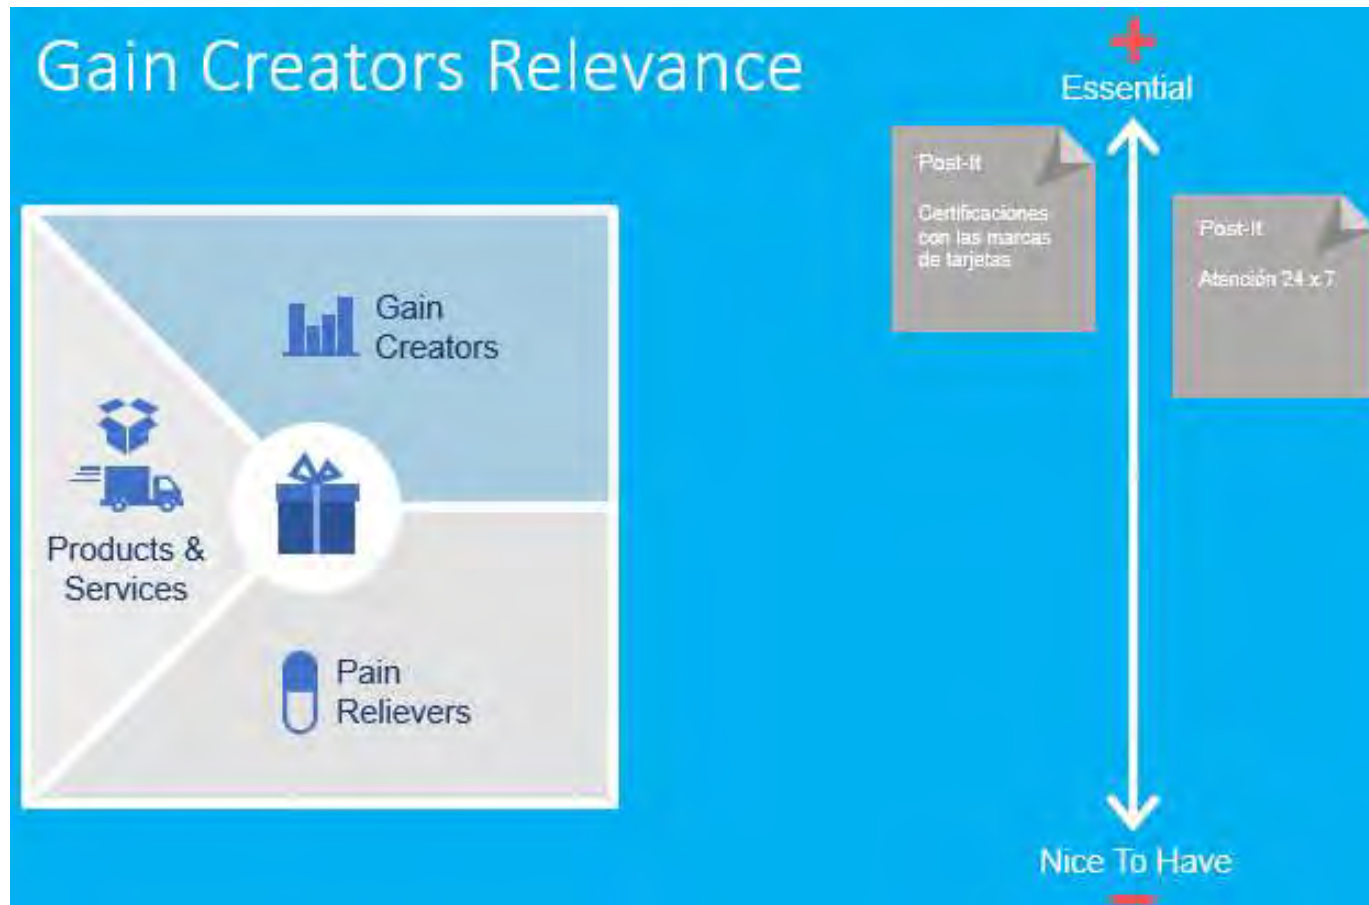 Gain Creators Relevance
Essential
Post-It
Certificaciones
con las marcas
de tarjetas
Post-It
Atención 24 x 7
Gain
Creators
Products &
Services
Pain
Relievers
Nice To Have